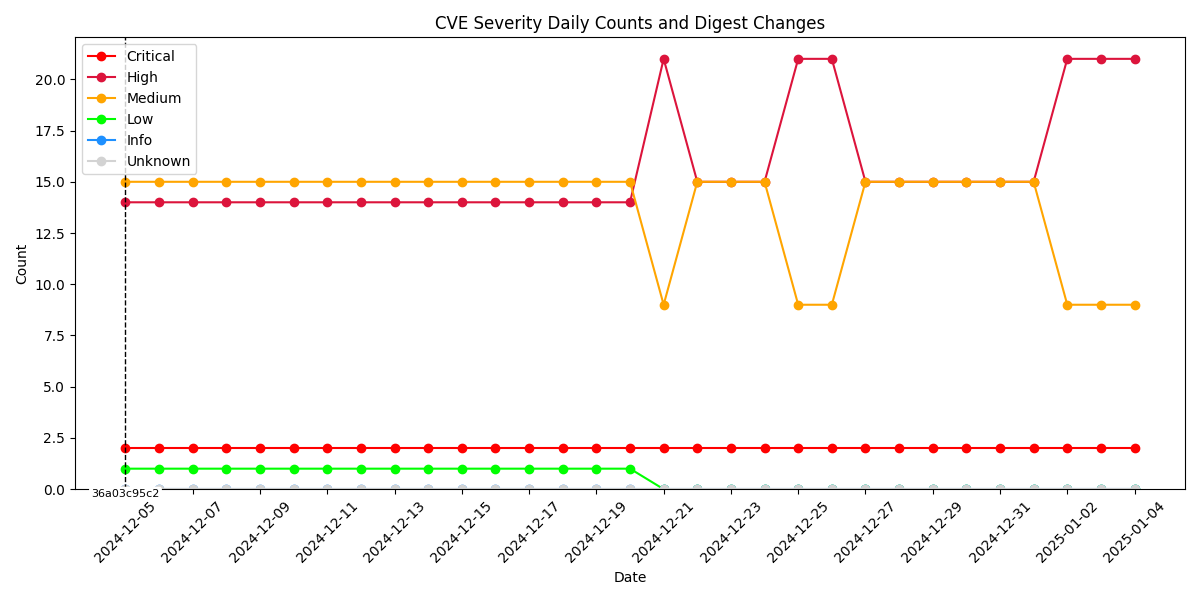 CVE Severity Daily Counts and Digest Changes
Critical
High
Medium
Low
Info
Unknown
Count
20.0
17.5
15.0
12.5
10.0
7.5
5.0
2.5
0.0
36a03c95c2
2024-12-05
2024-12-07
2024-12-09
2024-12-11
2024-12-13
2024-12-15
2024-12-17
2024-12-19
2024-12-21
2024-12-23
2024-12-25
2024-12-27
2024-12-29
2024-12-31
2025-01-02
2025-01-04
Date